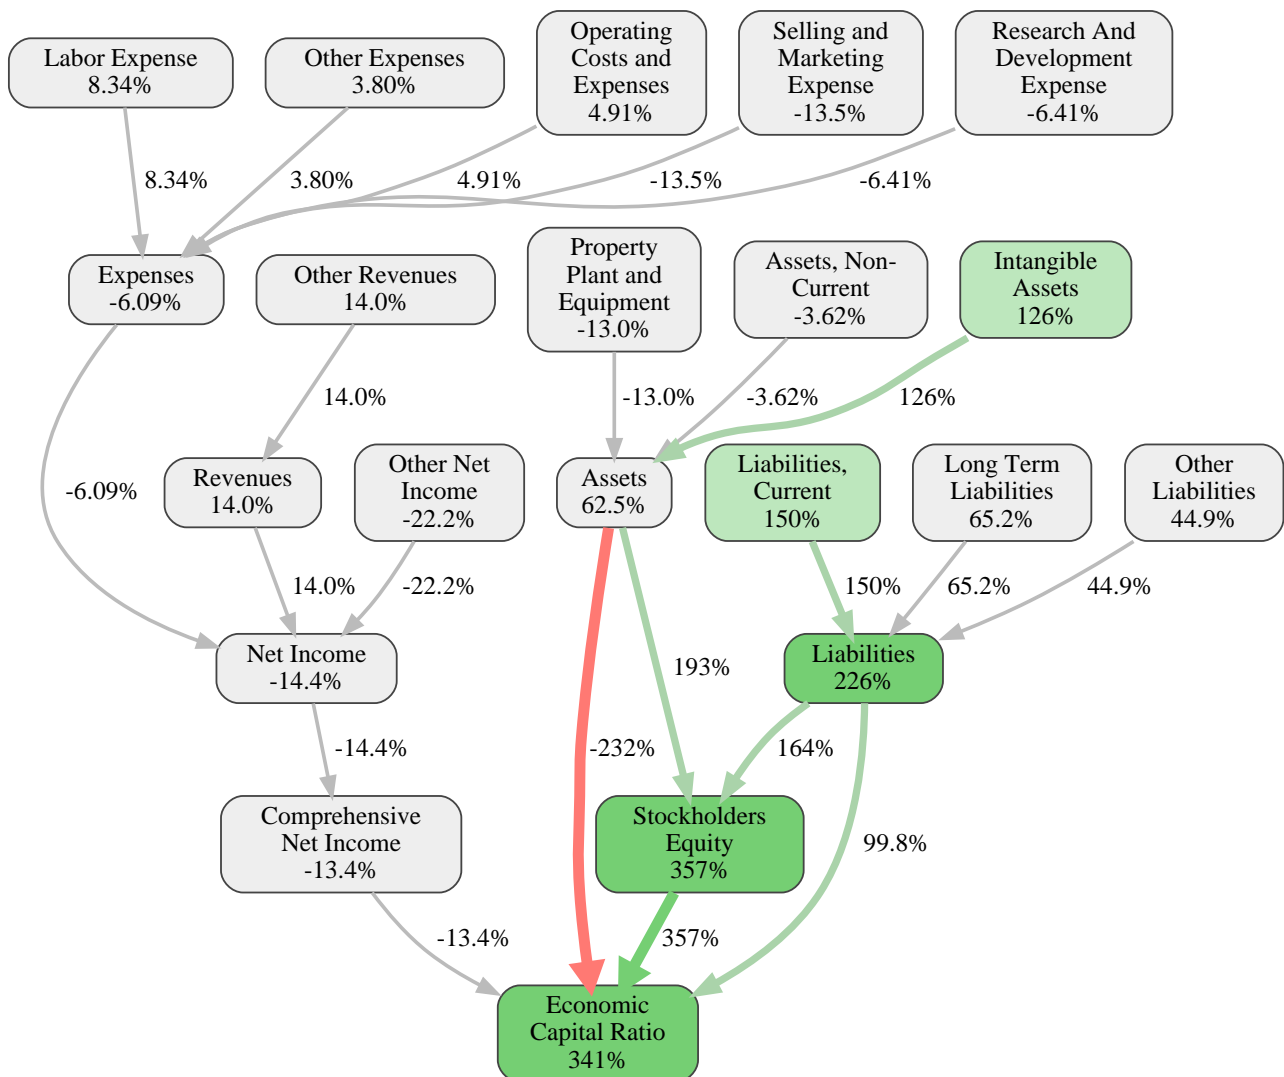 Labor Expense
8.34%
Other Expenses
3.80%
Operating
Costs and
Expenses
4.91%
Selling and
Marketing
Expense
-13.5%
Research And
Development
Expense
-6.41%
8.34%
3.80%
4.91%
-13.5%
-6.41%
Expenses
-6.09%
Other Revenues
14.0%
Property
Plant and
Equipment
-13.0%
Assets, Non-
Current
-3.62%
Intangible
Assets
126%
14.0%
-13.0%
-3.62%
126%
-6.09%
Revenues
14.0%
Other Net
Income
-22.2%
Assets
62.5%
Liabilities,
Current
150%
Long Term
Liabilities
65.2%
Other
Liabilities
44.9%
14.0%
-22.2%
150%
65.2%
44.9%
Net Income
-14.4%
193%
Liabilities
226%
-14.4%
-232%
164%
Comprehensive
Net Income
-13.4%
Stockholders
Equity
357%
99.8%
-13.4%
357%
Economic
Capital Ratio
341%